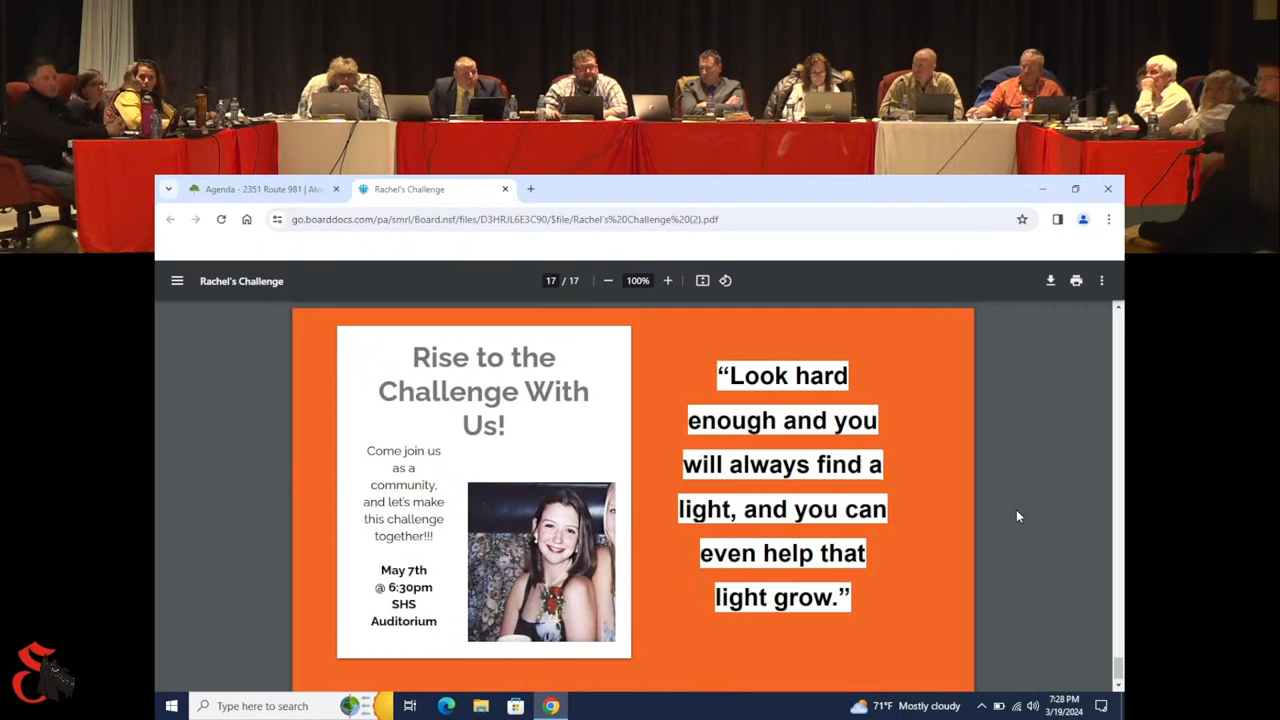 Agenda - 2351 Route 981 | Ale
Rachel's Challenge
go.boarddocs.com/pa/smrl/Board.nsf/files/D3HRJL6E3C90/$file/Rachel's%20Challenge%20(2).pdf
Rachel's Challenge
17 / 17
100%
Rise to the
Challenge With
Us!
Come join us
as a
community,
and let's make
this challenge
together!!!
May 7th
@ 6:30pm
SHS
Auditorium
“Look hard
enough and you
will always find a
light, and you can
even help that
light grow.”
Type here to search
71°F Mostly cloudy
7:28 PM
3/19/2024